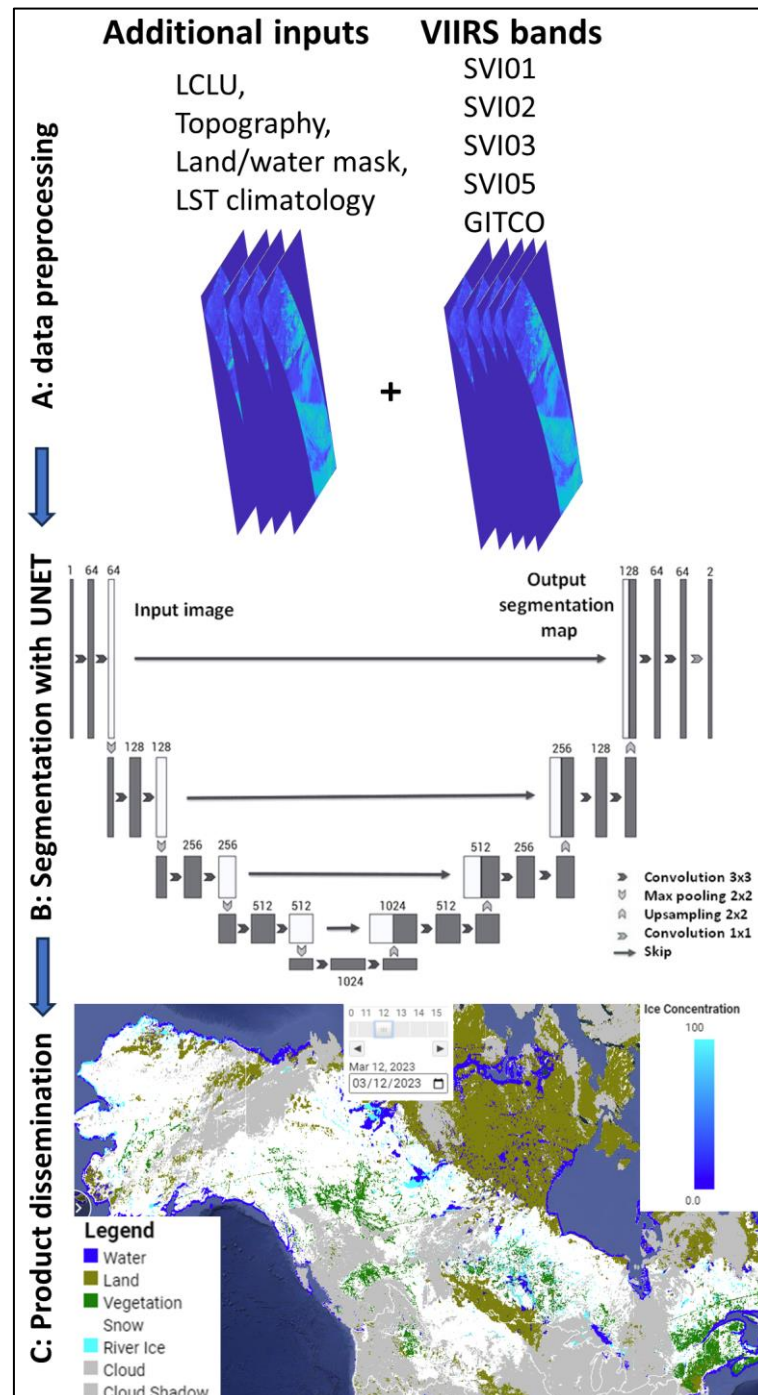 Additional inputs
VIIRS bands
LCLU,
Topography,
Land/water mask,
LST climatology
SVI01
SVI02
SVI03
SVI05
GITCO
+
A: data preprocessing
B: Segmentation with UNET
1 64 64
Input image
Output
segmentation
map
128 64 64 2
128 128
256 128
256 256
512 256
512 512
1024 512
1024
Convolution 3x3
Max pooling 2x2
Upsampling 2x2
Convolution 1x1
Skip
C: Product dissemination
0 11 12 13 14 15
Mar 12, 2023
03/12/2023
Ice Concentration
100
0.0
Legend
Water
Land
Vegetation
Snow
River Ice
Cloud
Cloud Shadow